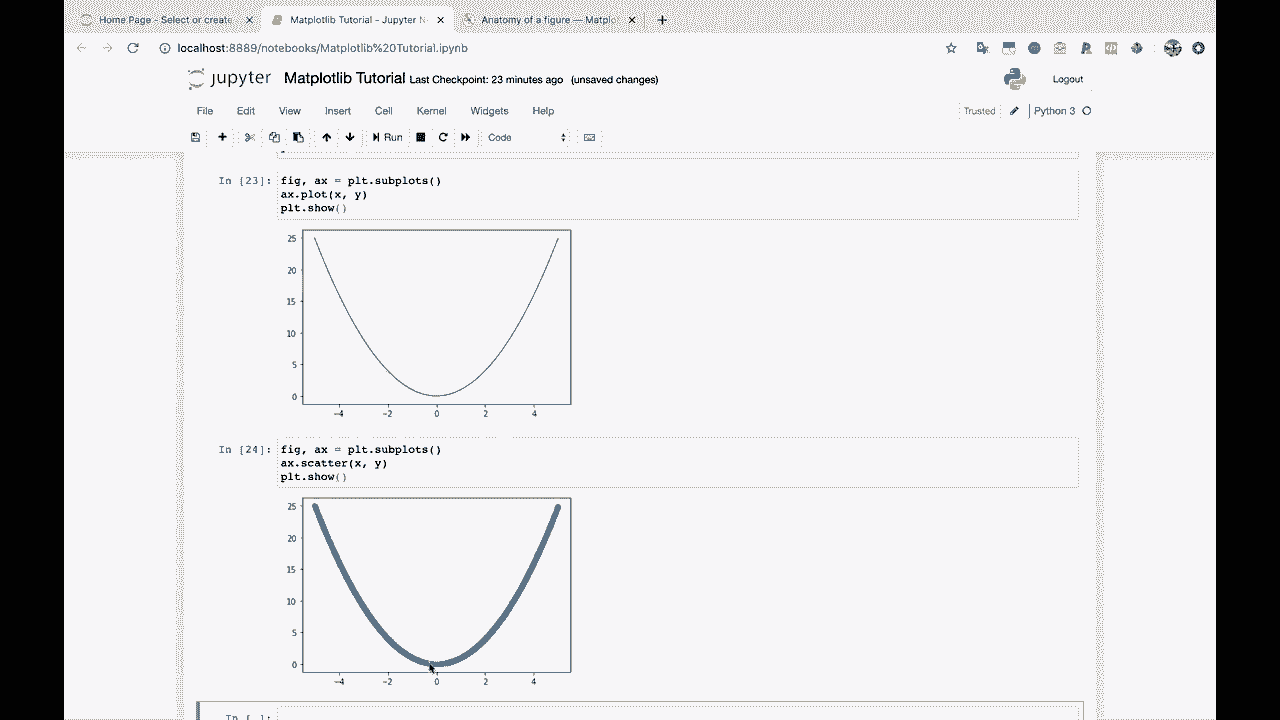 Home Page - Select or create
Matplotlib Tutorial - Jupyter N
Anatomy of a figure — Matplo
localhost:8889/notebooks/Matplotlib%20Tutorial.ipynb
jupyter Matplotlib Tutorial Last Checkpoint: 23 minutes ago (unsaved changes)
Logout
File Edit View Insert Cell Kernel Widgets Help
Trusted Python 3
Run Code
In [23]:
fig, ax = plt.subplots()
ax.plot(x, y)
plt.show()
25
20
15
10
5
0
−4 −2 0 2 4
In [24]:
fig, ax = plt.subplots()
ax.scatter(x, y)
plt.show()
25
20
15
10
5
0
−4 −2 0 2 4
In [ ]: